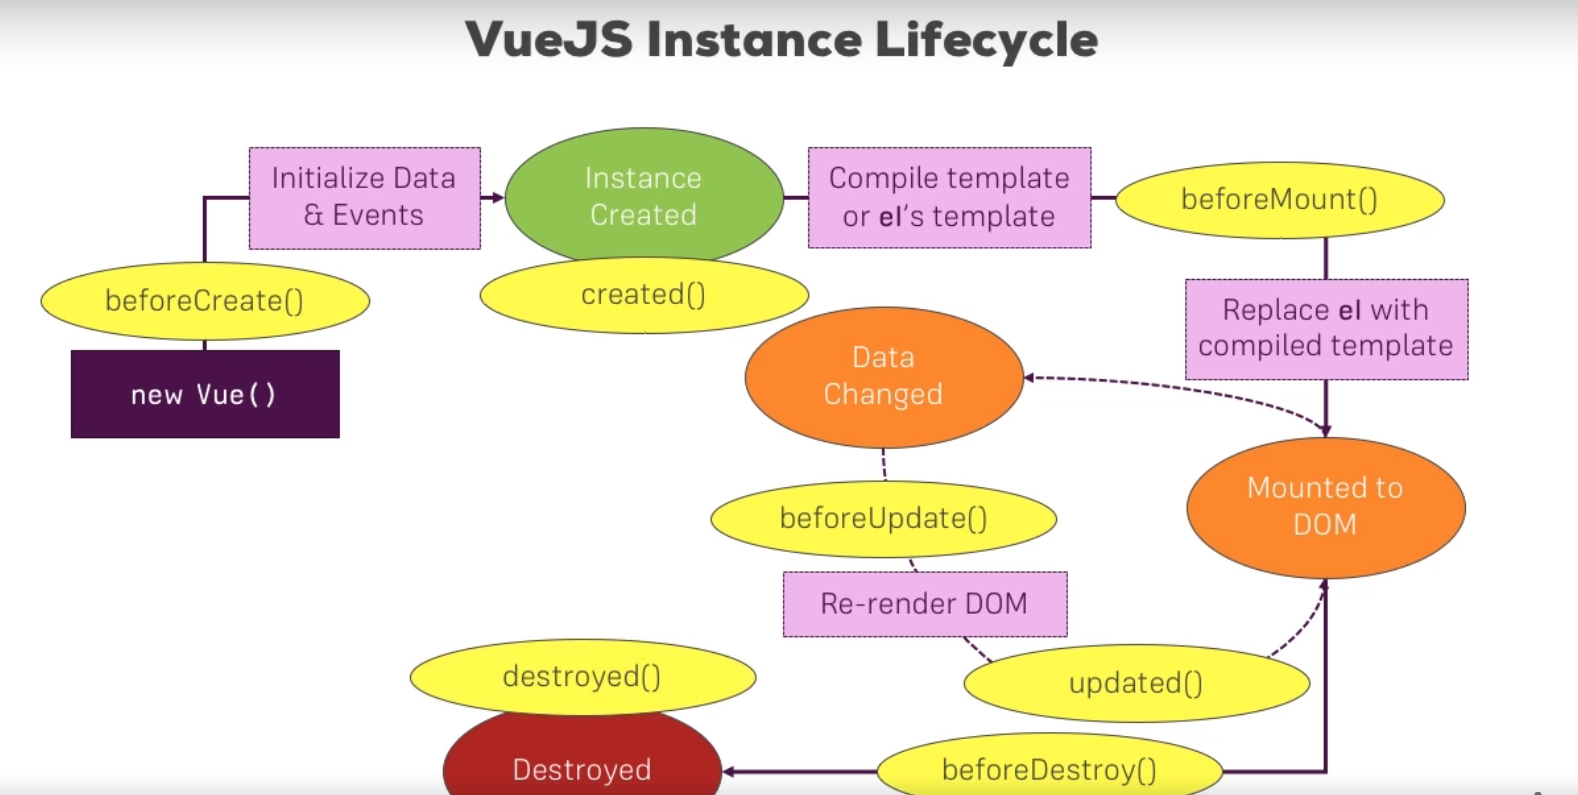 VueJS Instance Lifecycle
Initialize Data
& Events
Instance
Created
Compile template
or el's template
beforeMount()
beforeCreate()
created()
new Vue()
Replace el with
compiled template
Data
Changed
Mounted to
DOM
beforeUpdate()
Re-render DOM
updated()
destroyed()
Destroyed
beforeDestroy()